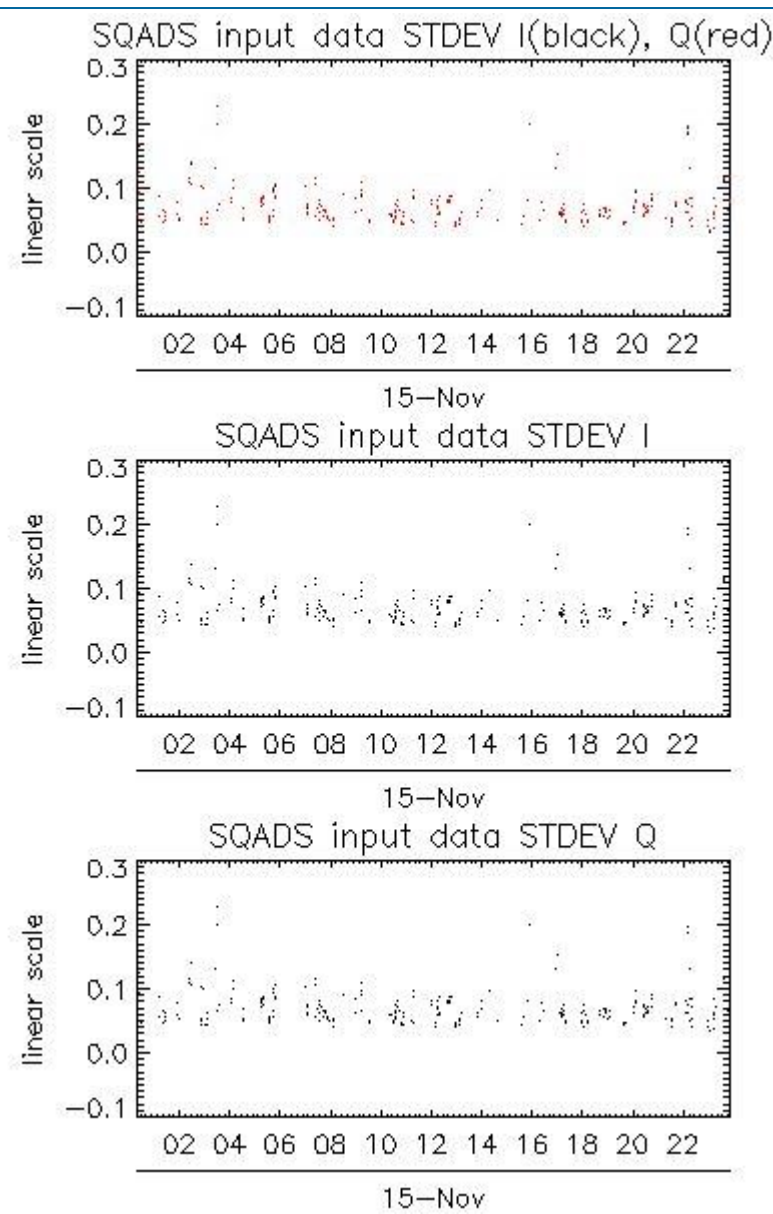 SQADS input data STDEV I(black), Q(red)
0.3
0.2
0.1
0.0
−0.1
linear scale
02 04 06 08 10 12 14 16 18 20 22
15−Nov
SQADS input data STDEV I
0.3
0.2
0.1
0.0
−0.1
linear scale
02 04 06 08 10 12 14 16 18 20 22
15−Nov
SQADS input data STDEV Q
0.3
0.2
0.1
0.0
−0.1
linear scale
02 04 06 08 10 12 14 16 18 20 22
15−Nov